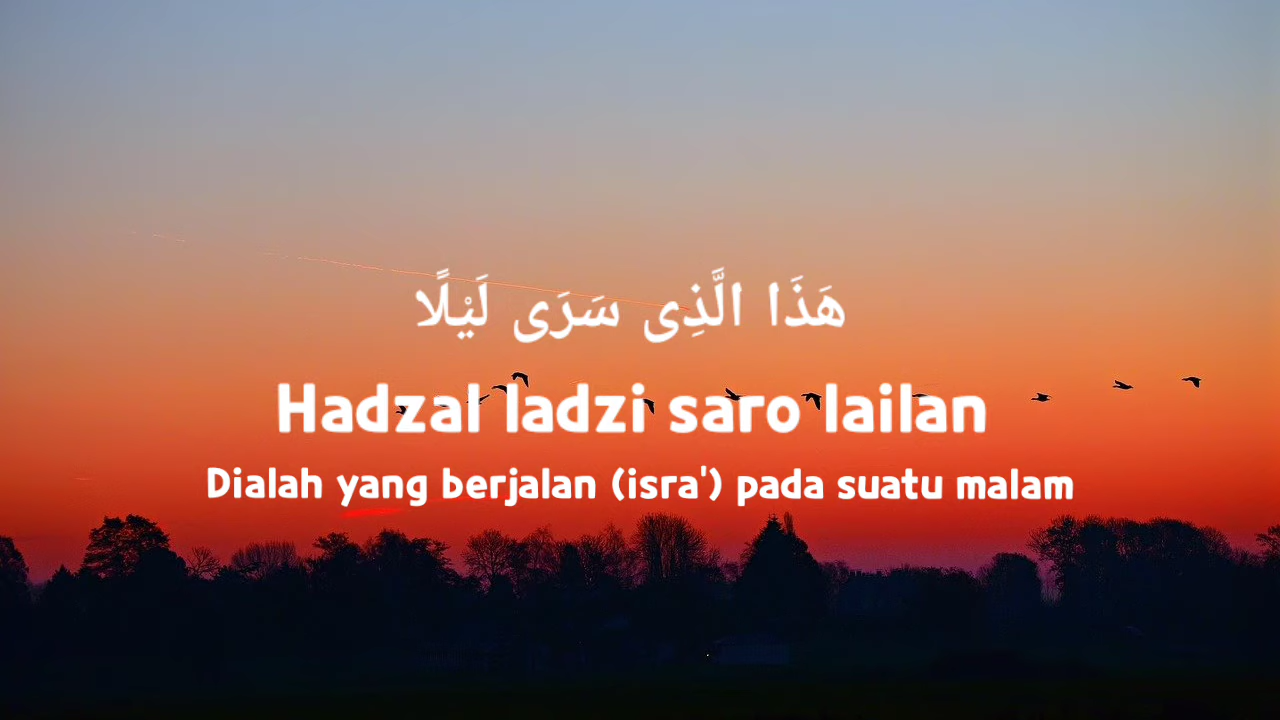 هَذَا الَّذِى سَرَى لَيْلًا
Hadzal ladzi saro lailan
Dialah yang berjalan (isra') pada suatu malam